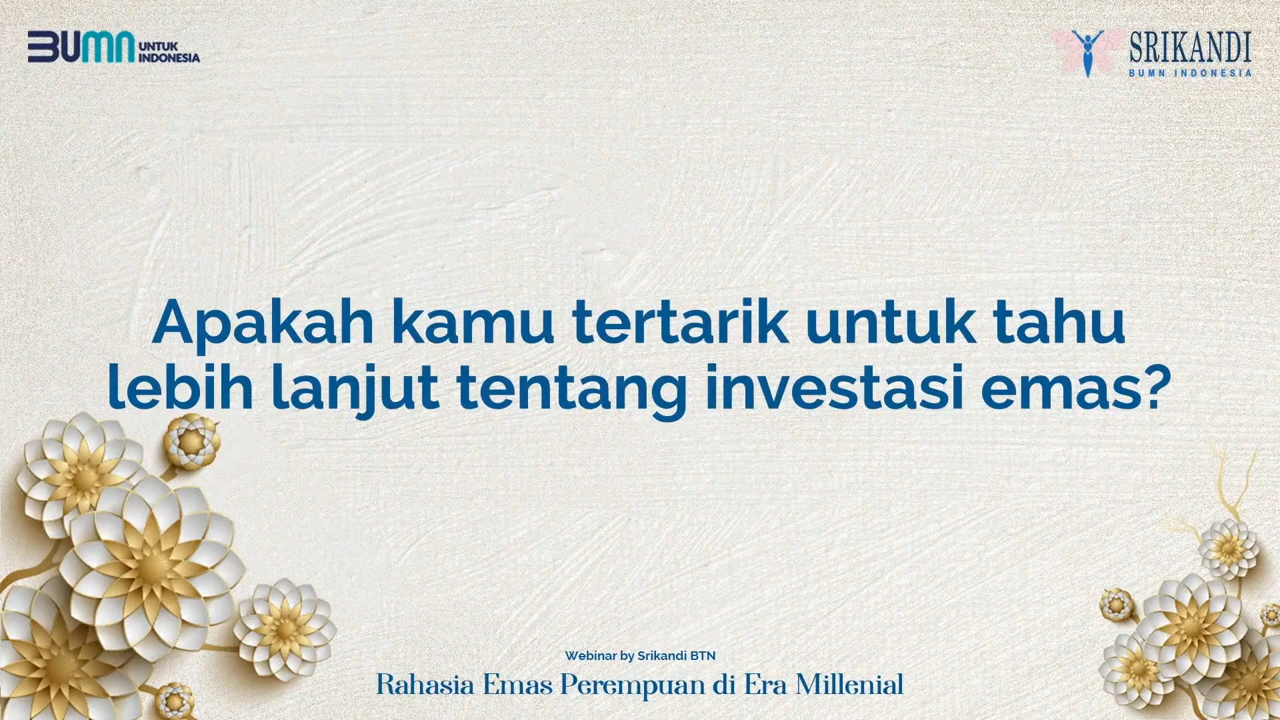 BUMN UNTUK
INDONESIA
SRIKANDI
BUMN INDONESIA
Apakah kamu tertarik untuk tahu
lebih lanjut tentang investasi emas?
Webinar by Srikandi BTN
Rahasia Emas Perempuan di Era Millenial